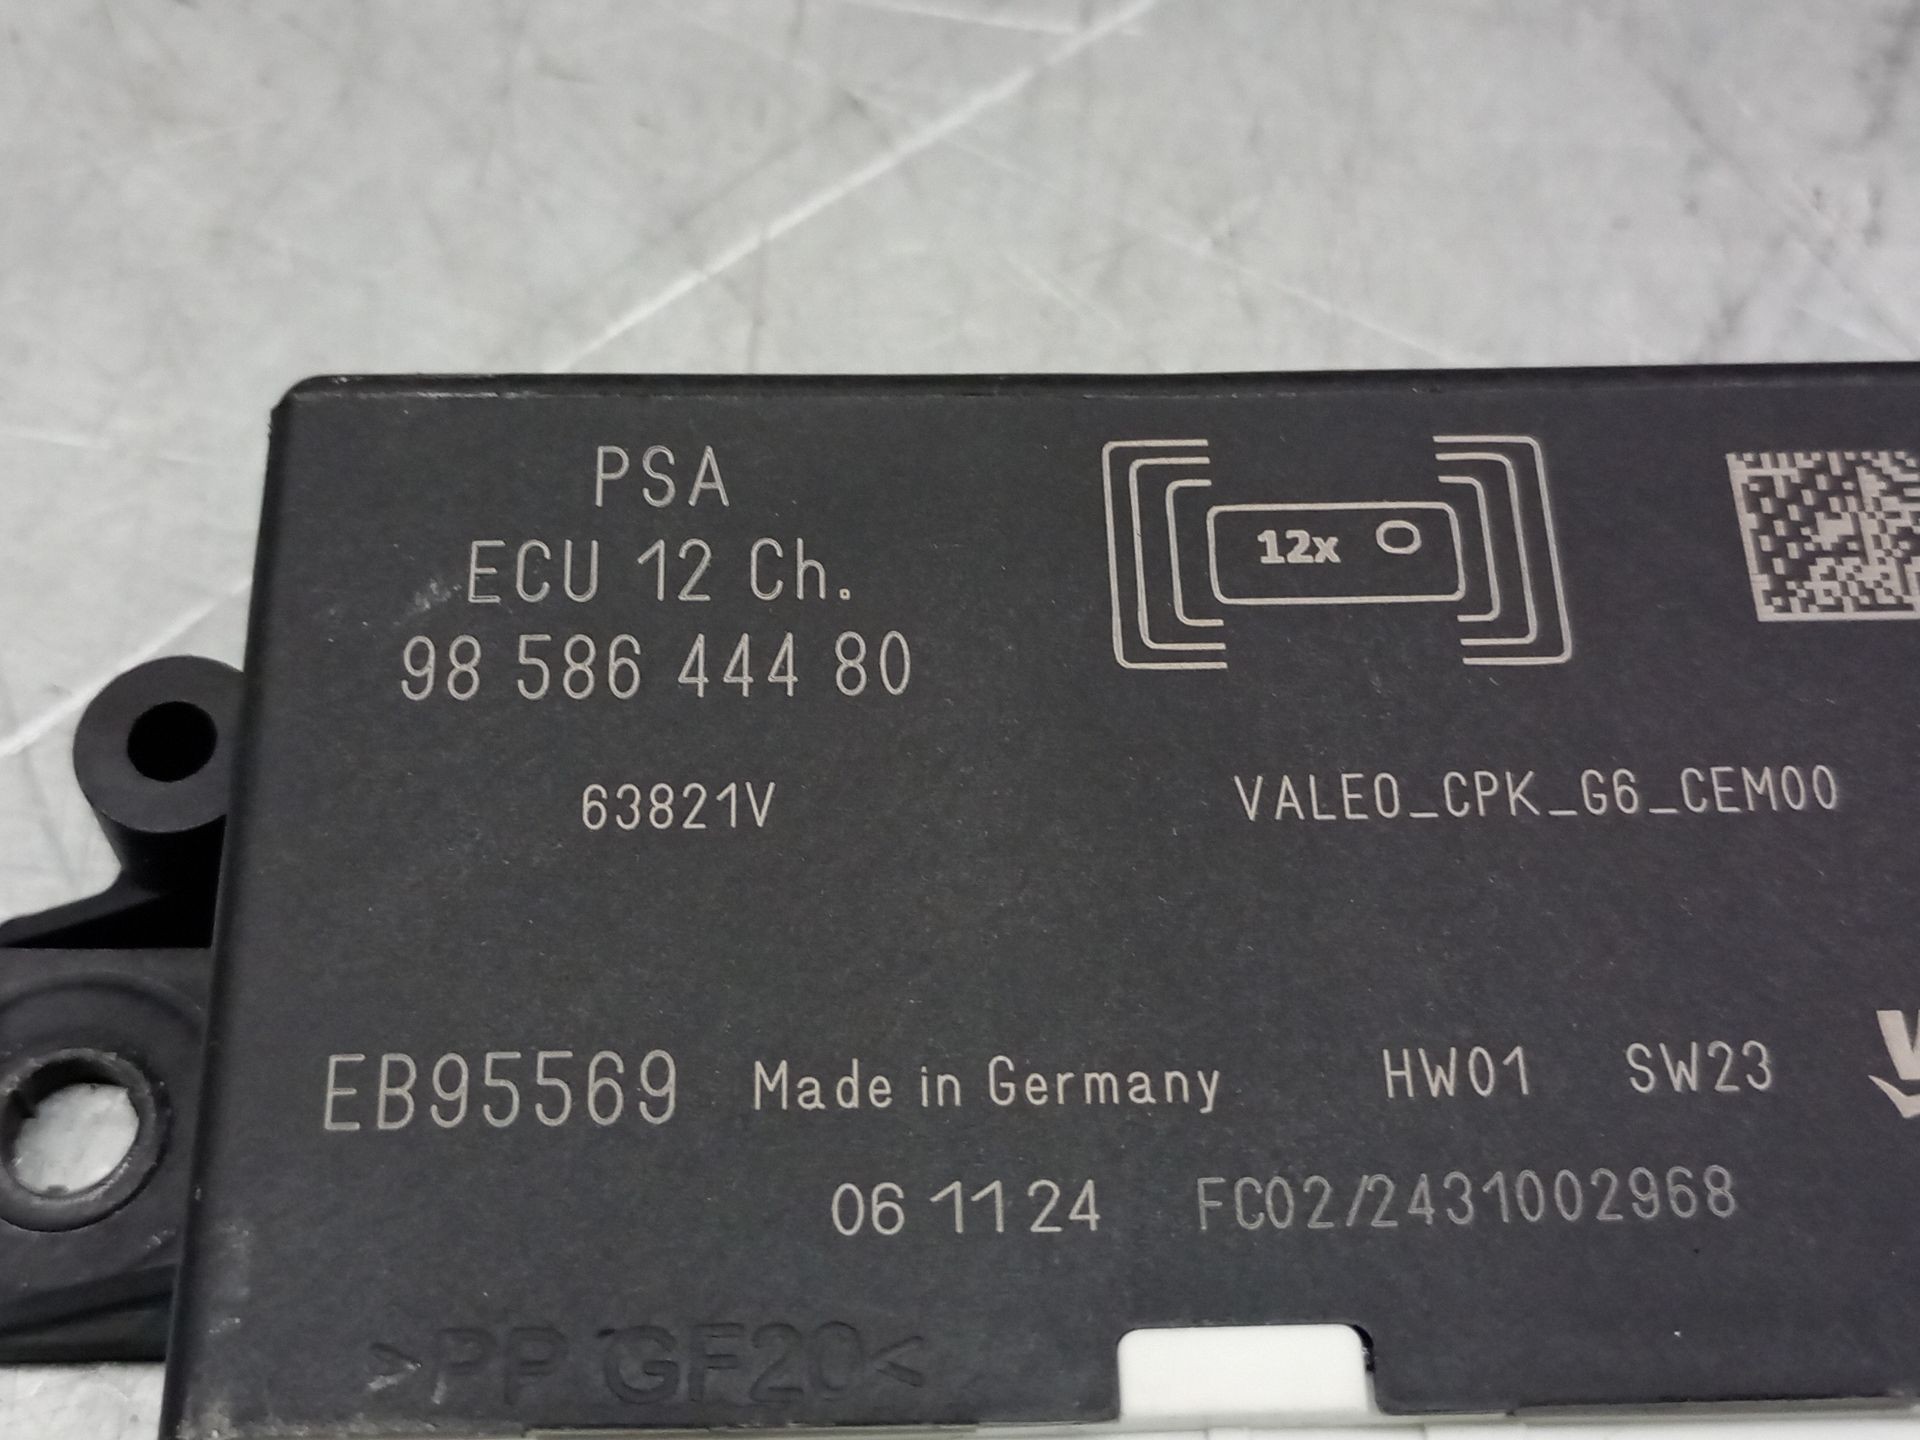 PSA
ECU 12 Ch.
98 586 444 80
12x
63821V
VALEO_CPK_G6_CEM00
EB95569 Made in Germany HW01 SW23
06 11 24 FC02/2431002968
>PP GF20<